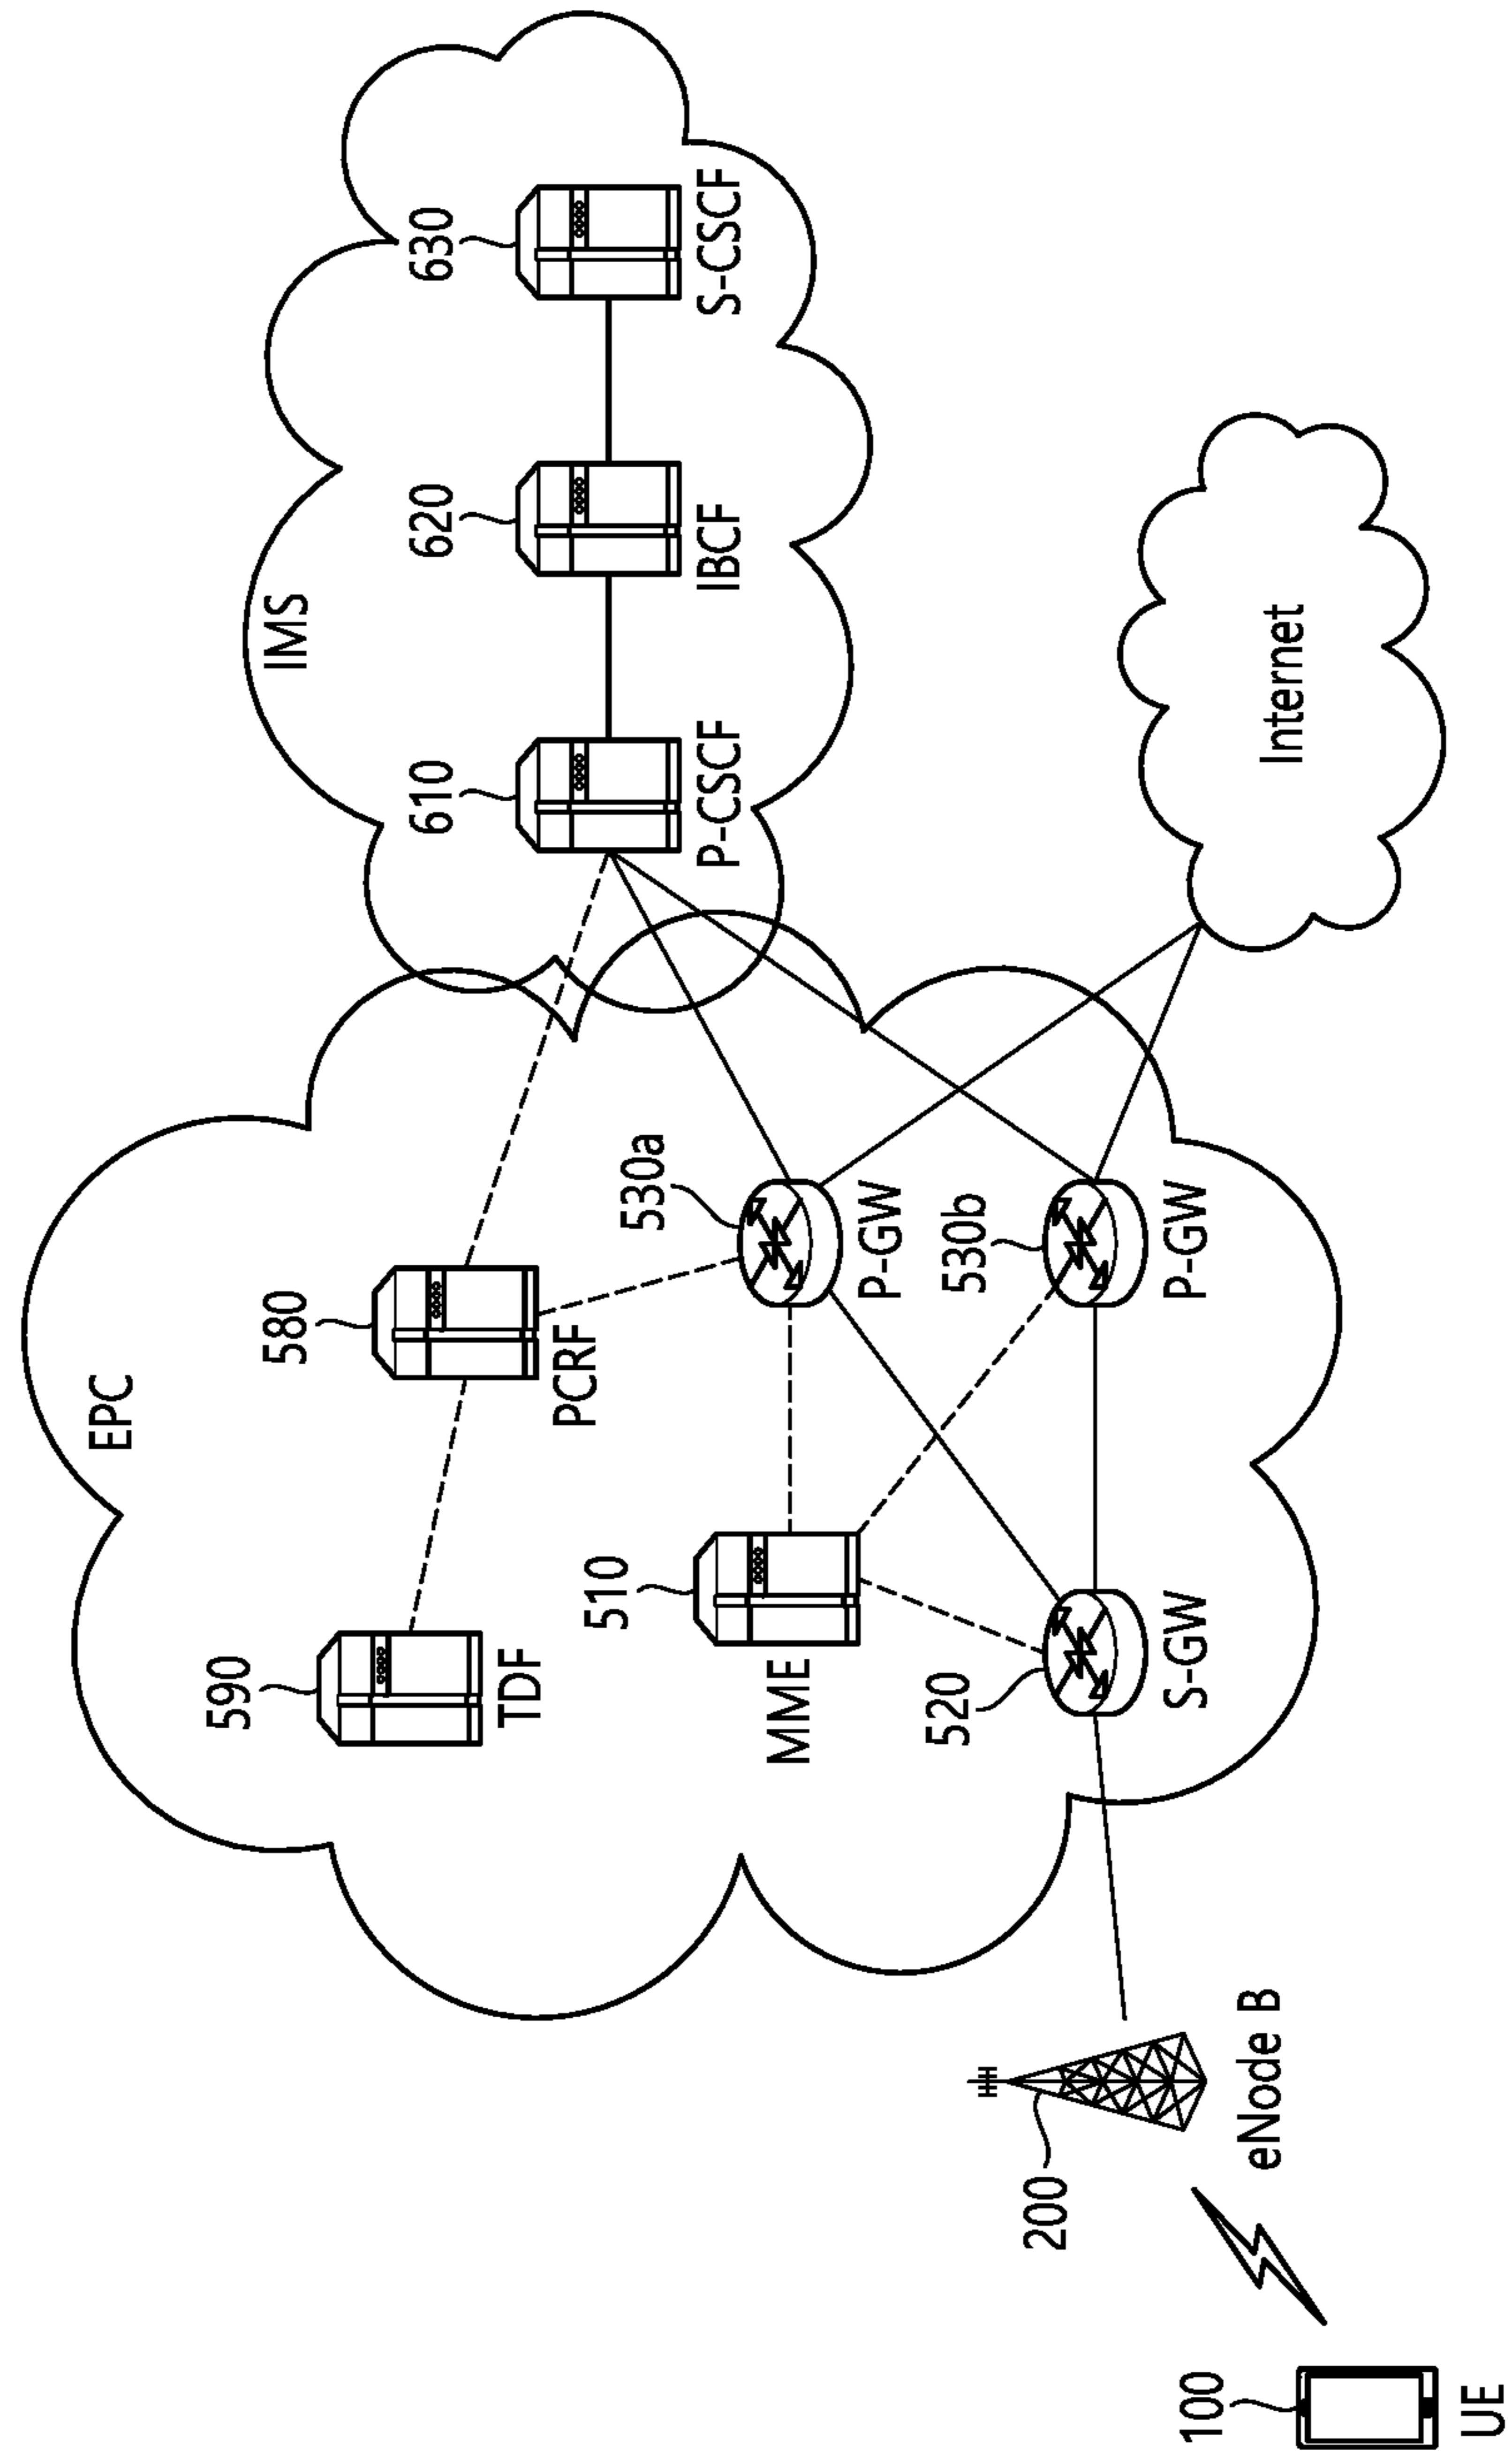 EPC
590
TDF
580
PCRF
IMS
610
P-CSCF
620
IBCF
630
S-CSCF
510
MME
530a
P-GW
520
S-GW
530b
P-GW
Internet
200
eNode B
100
UE